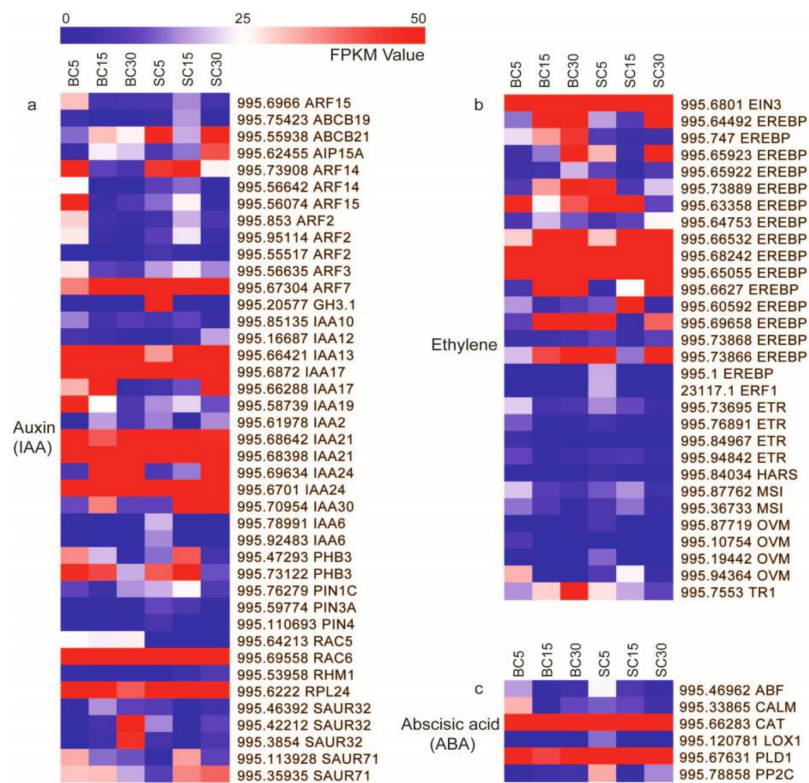 0 25 50
FPKM Value
BC5 BC15 BC30 SC5 SC15 SC30
a
995.6966 ARF15
995.75423 ABCB19
995.55938 ABCB21
995.62455 AIP15A
995.73908 ARF14
995.56642 ARF14
995.56074 ARF15
995.853 ARF2
995.95114 ARF2
995.55517 ARF2
995.56635 ARF3
995.67304 ARF7
995.20577 GH3.1
995.85135 IAA10
995.16687 IAA12
995.66421 IAA13
995.6872 IAA17
995.66288 IAA17
995.58739 IAA19
995.61978 IAA2
995.68642 IAA21
995.68398 IAA21
995.69634 IAA24
995.6701 IAA24
995.70954 IAA30
995.78991 IAA6
995.92483 IAA6
995.47293 PHB3
995.73122 PHB3
995.76279 PIN1C
995.59774 PIN3A
995.110693 PIN4
995.64213 RAC5
995.69558 RAC6
995.53958 RHM1
995.6222 RPL24
995.46392 SAUR32
995.42212 SAUR32
995.3854 SAUR32
995.113928 SAUR71
995.35935 SAUR71
Auxin
(IAA)
BC5 BC15 BC30 SC5 SC15 SC30
b
995.6801 EIN3
995.64492 EREBP
995.747 EREBP
995.65923 EREBP
995.65922 EREBP
995.73889 EREBP
995.63358 EREBP
995.64753 EREBP
995.66532 EREBP
995.68242 EREBP
995.65055 EREBP
995.6627 EREBP
995.60592 EREBP
995.69658 EREBP
995.73868 EREBP
995.73866 EREBP
995.1 EREBP
23117.1 ERF1
995.73695 ETR
995.76891 ETR
995.84967 ETR
995.94842 ETR
995.84034 HARS
995.87762 MSI
995.36733 MSI
995.87719 OVM
995.10754 OVM
995.19442 OVM
995.94364 OVM
995.7553 TR1
Ethylene
BC5 BC15 BC30 SC5 SC15 SC30
c
995.46962 ABF
995.33865 CALM
995.66283 CAT
995.120781 LOX1
995.67631 PLD1
995.78858 PP2C
Abscisic acid
(ABA)